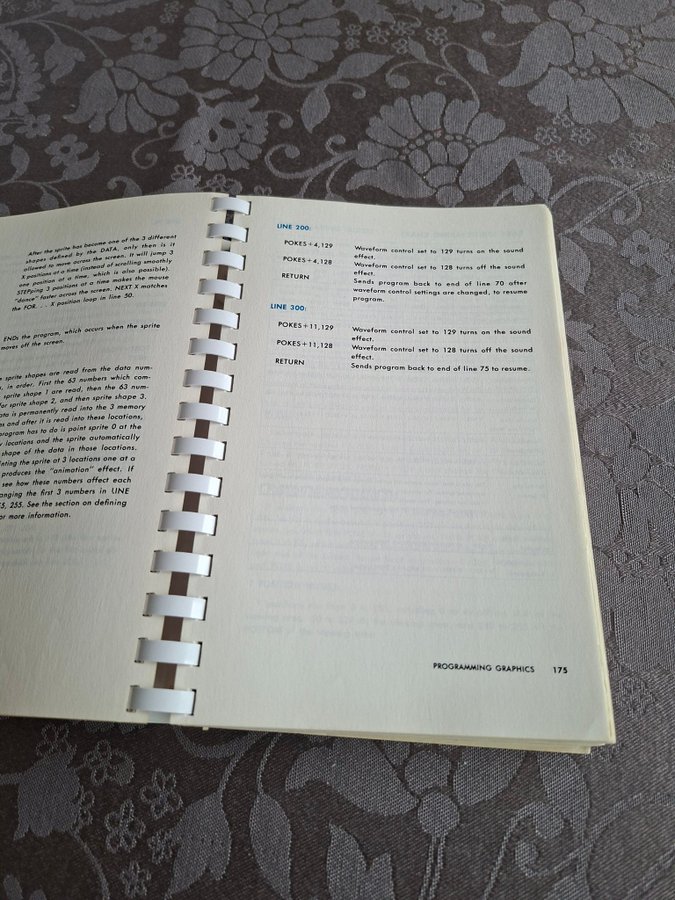 After the sprite has become one of the 3 different
shapes defined by the DATA, only then is it
allowed to move across the screen. It will jump 3
X positions at a time (instead of scrolling smoothly
one position at a time, which is also possible).
STEPping 3 positions at a time makes the mouse
"dance" faster across the screen. NEXT X matches
the FOR. . . X position loop in line 50.
ENDs the program, which occurs when the sprite
moves off the screen.
sprite shapes are read from the data num-
in order. First the 63 numbers which com-
sprite shape 1 are read, then the 63 num-
for sprite shape 2, and then sprite shape 3.
is permanently read into the 3 memory
and after it is read into these locations,
program has to do is point sprite 0 at the
locations and the sprite automatically
shape of the data in those locations.
the sprite at 3 locations one at a
produces the "animation" effect. If
see how these numbers affect each
the first 3 numbers in LINE
255. See the section on defining
more information.
LINE 200:
POKES+4,129 Waveform control set to 129 turns on the sound
effect.
POKES+4,128 Waveform control set to 128 turns off the sound
effect.
RETURN Sends program back to end of line 70 after
waveform control settings are changed, to resume
program.
LINE 300:
POKES+11,129 Waveform control set to 129 turns on the sound
effect.
POKES+11,128 Waveform control set to 128 turns off the sound
effect.
RETURN Sends program back to end of line 75 to resume.
PROGRAMMING GRAPHICS 175